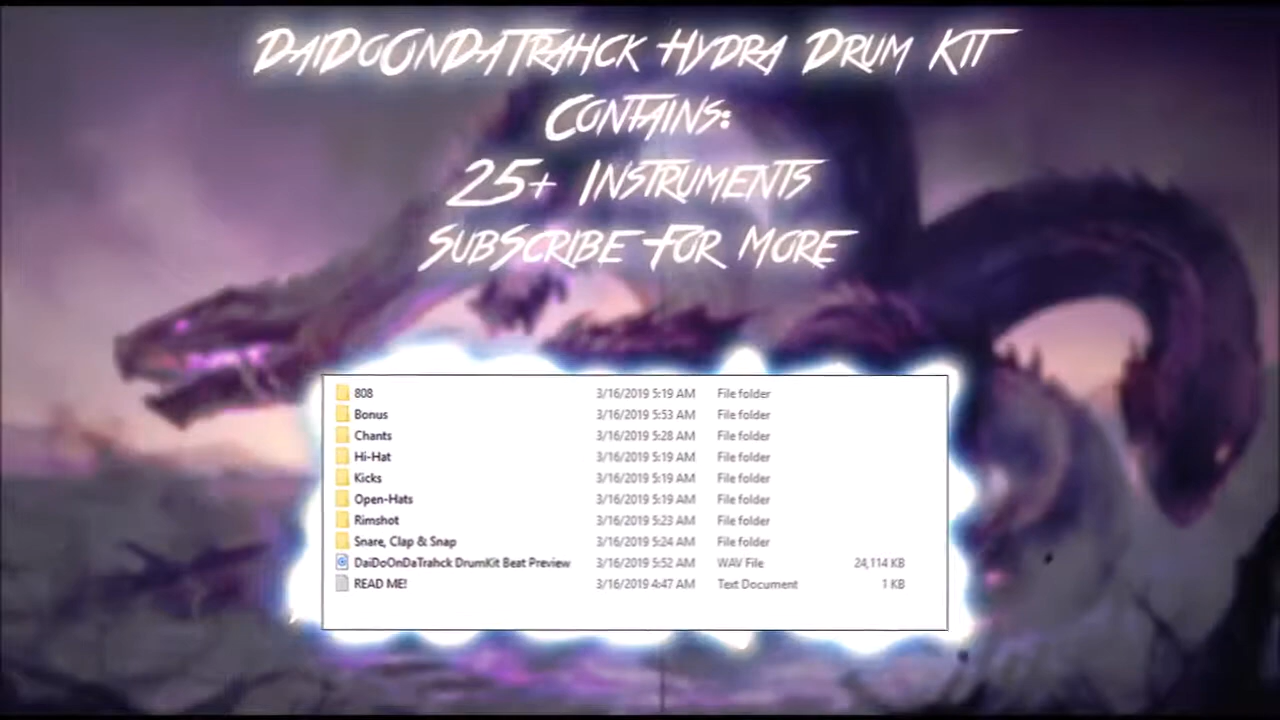 DaiDoOnDaTrahck Hydra Drum Kit
Contains:
25+ Instruments
SubScribe For More
808 3/16/2019 5:19 AM File folder
Bonus 3/16/2019 5:53 AM File folder
Chants 3/16/2019 5:28 AM File folder
Hi-Hat 3/16/2019 5:19 AM File folder
Kicks 3/16/2019 5:19 AM File folder
Open-Hats 3/16/2019 5:19 AM File folder
Rimshot 3/16/2019 5:23 AM File folder
Snare, Clap & Snap 3/16/2019 5:24 AM File folder
DaiDoOnDaTrahck DrumKit Beat Preview 3/16/2019 5:52 AM WAV File 24,114 KB
READ ME! 3/16/2019 4:47 AM Text Document 1 KB